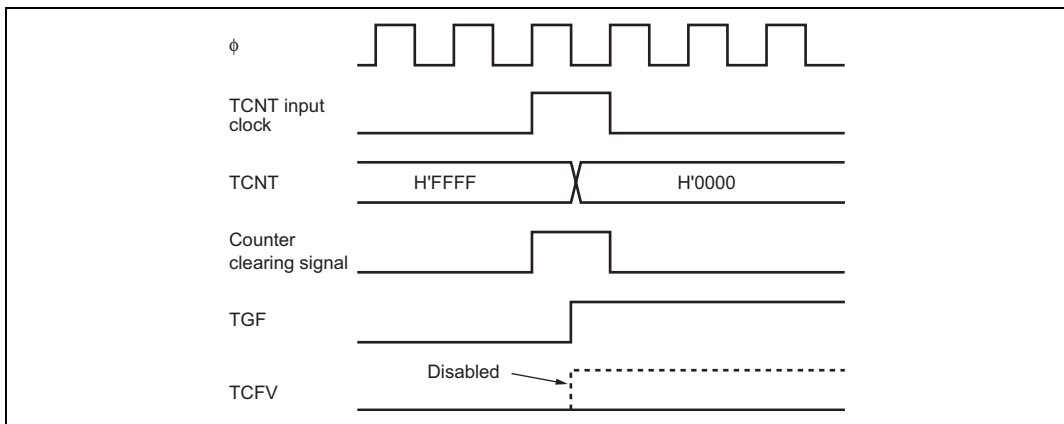 ϕ
TCNT input
clock
TCNT
H'FFFF
H'0000
Counter
clearing signal
TGF
Disabled
TCFV